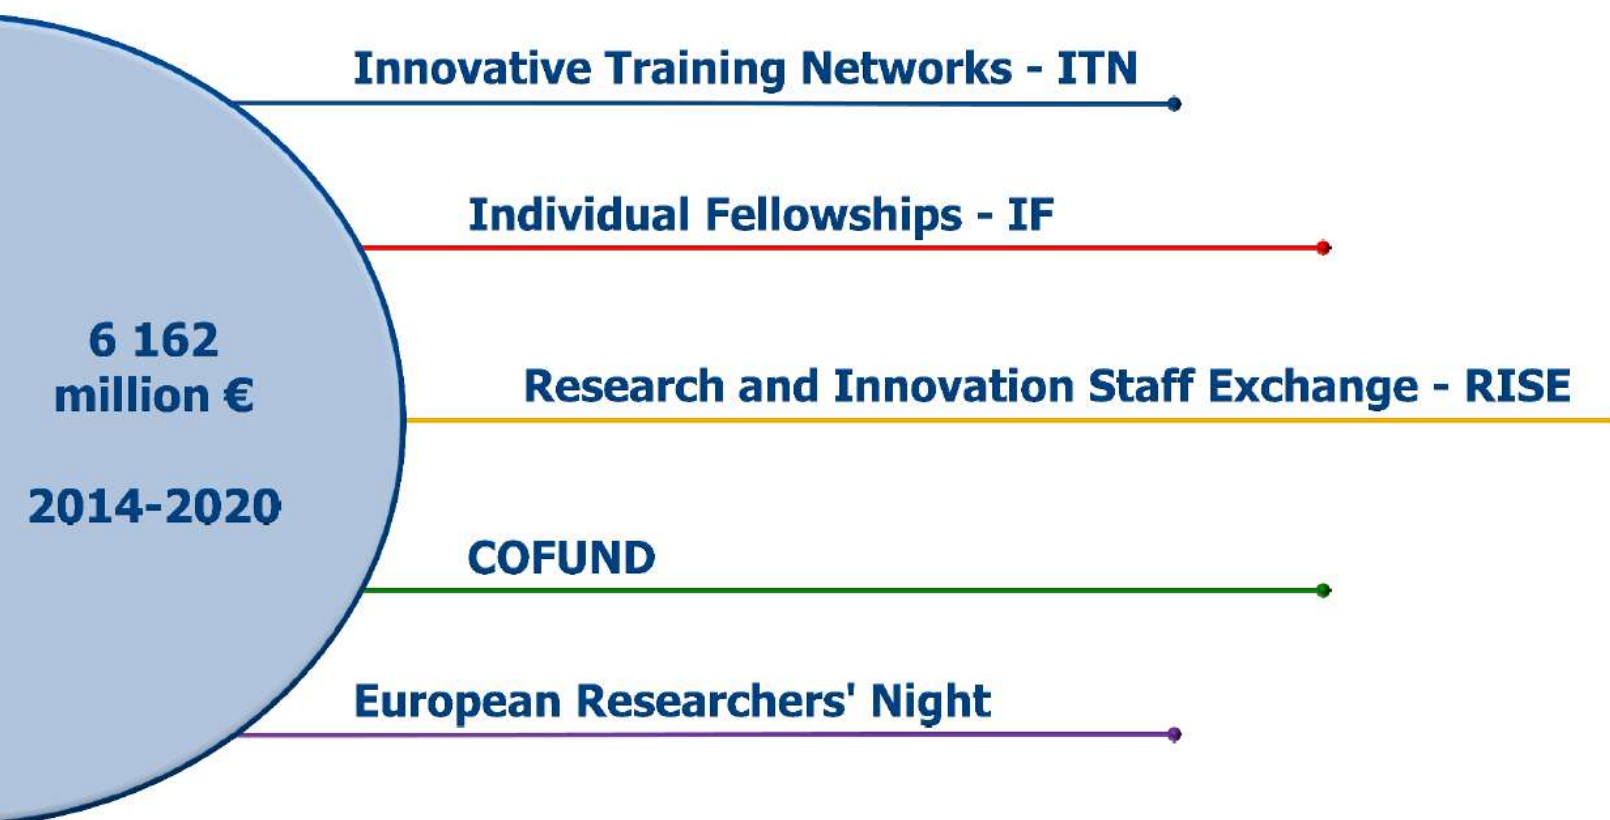 Innovative Training Networks - ITN
Individual Fellowships - IF
6 162
million €
2014-2020
Research and Innovation Staff Exchange - RISE
COFUND
European Researchers' Night